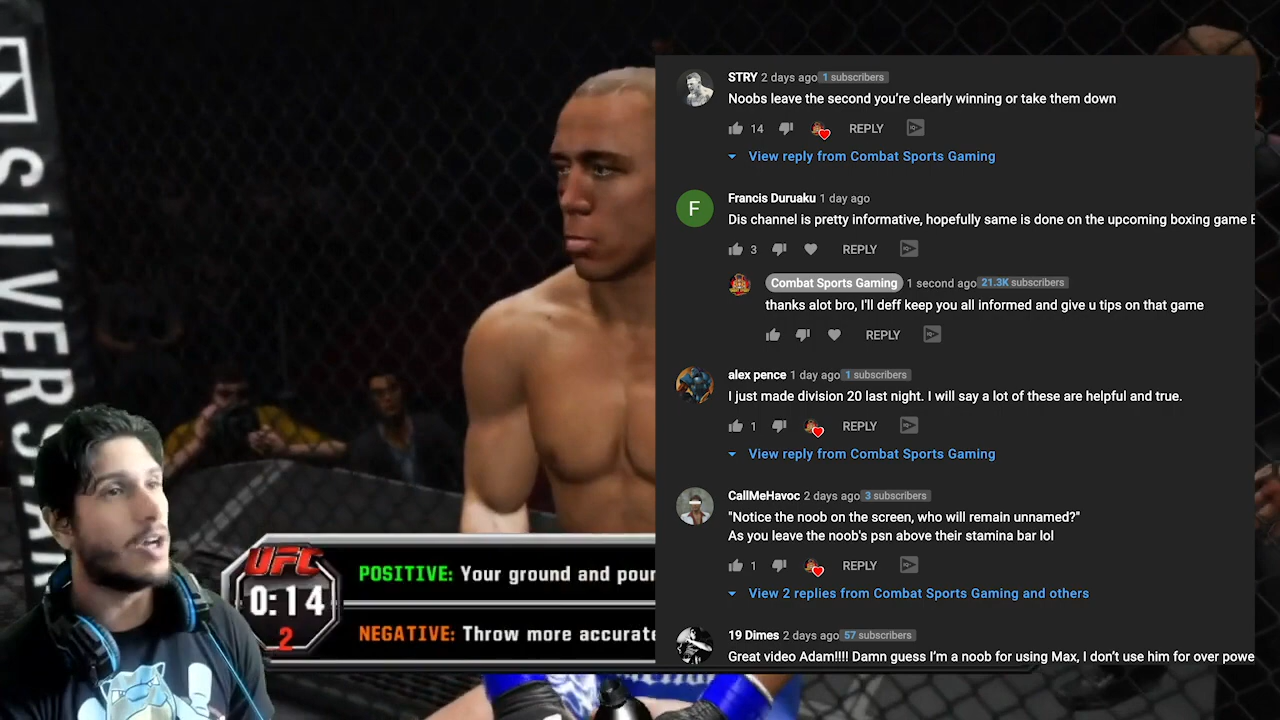 SILVERSTAR
STRY 2 days ago 1 subscribers
Noobs leave the second you're clearly winning or take them down
14 REPLY
View reply from Combat Sports Gaming
F
Francis Duruaku 1 day ago
Dis channel is pretty informative, hopefully same is done on the upcoming boxing game
3 REPLY
Combat Sports Gaming 1 second ago 21.3K subscribers
thanks alot bro, I'll deff keep you all informed and give u tips on that game
REPLY
alex pence 1 day ago 1 subscribers
I just made division 20 last night. I will say a lot of these are helpful and true.
1 REPLY
View reply from Combat Sports Gaming
CallMeHavoc 2 days ago 3 subscribers
"Notice the noob on the screen, who will remain unnamed?"
As you leave the noob's psn above their stamina bar lol
1 REPLY
View 2 replies from Combat Sports Gaming and others
19 Dimes 2 days ago 57 subscribers
Great video Adam!!!! Damn guess I'm a noob for using Max, I don't use him for over powe
UFC
0:14
2
POSITIVE: Your ground and poun
NEGATIVE: Throw more accurate